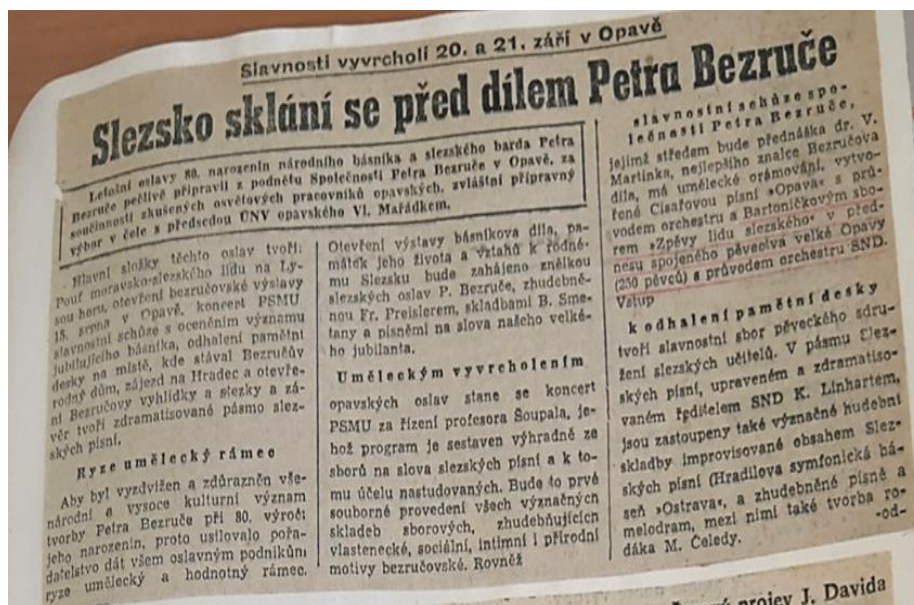 Slavnosti vyvrcholí 20. a 21. září v Opavě
Slezsko sklání se před dílem Petra Bezruče
Letošní oslavy 80. narozenin národního básníka a slezského barda Petra
Bezruče pečlivě připravil z podnětu Společnosti Petra Bezruče v Opavě, za
součinnosti zkušených osvětových pracovníků opavských, zvláštní přípravný
výbor v čele s předsedou ÚNV opavského Vl. Mařádkem.
Hlavní složky těchto oslav tvoří:
Pouť moravsko-slezského lidu na Ly-
sou horu, otevření bezručovské výstavy
15. srpna v Opavě, koncert PSMU
slavnostní schůze s oceněním významu
jubilujícího básníka, odhalení pamětní
desky na místě, kde stával Bezručův
rodný dům, zájezd na Hradec a otevře-
ní Bezručovy vyhlídky a stezky a zá-
věr tvoří zdramatisované pásmo slez-
ských písní.
Ryze umělecký rámec
Aby byl vyzdvižen a zdůrazněn vše-
národní a vysoce kulturní význam
tvorby Petra Bezruče při 80. výročí
jeho narozenin, proto usilovalo pořa-
datelstvo dát všem oslavným podnikům
ryze umělecký a hodnotný rámec.
Otevření výstavy básníkova díla, pa-
mátek jeho života a vztahů k rodné-
mu Slezsku bude zahájeno znělkou
slezských oslav P. Bezruče, zhudebně-
nou Fr. Preislerem, skladbami B. Sme-
tany a písněmi na slova našeho velké-
ho jubilanta.
Uměleckým vyvrcholením
opavských oslav stane se koncert
PSMU za řízení profesora Šoupala, je-
hož program je sestaven výhradně ze
sborů na slova slezských písní a k to-
mu účelu nastudovaných. Bude to prvé
souborné provedení všech význačných
skladeb sborových, zhudebňujících
vlastenecké, sociální, intimní i přírodní
motivy bezručovské. Rovněž
slavnostní schůze spo-
lečnosti Petra Bezruče,
jejímž středem bude přednáška dr. V.
Martínka, nejlepšího znalce Bezručova
díla, má umělecké orámování, vytvo-
řené Císařovou písní »Opava« s prů-
vodem orchestru a Bartoníčkovým sbo-
rem »Zpěvy lidu slezského« v před-
nesu spojeného pěvectva velké Opavy
(250 pěvců) s průvodem orchestru SND.
Vstup
k odhalení pamětní desky
tvoří slavnostní sbor pěveckého sdru-
žení slezských učitelů. V pásmu Slez-
ských písní, upraveném a zdramatiso-
vaném ředitelem SND K. Linhartem,
jsou zastoupeny také význačné hudební
skladby improvisované obsahem Slez-
ských písní (Hradilova symfonická bá-
seň »Ostrava«, a zhudebněné písně a
melodram, mezi nimi také tvorba ro-
dáka M. Čeledy.
-od-
projev J. Davida